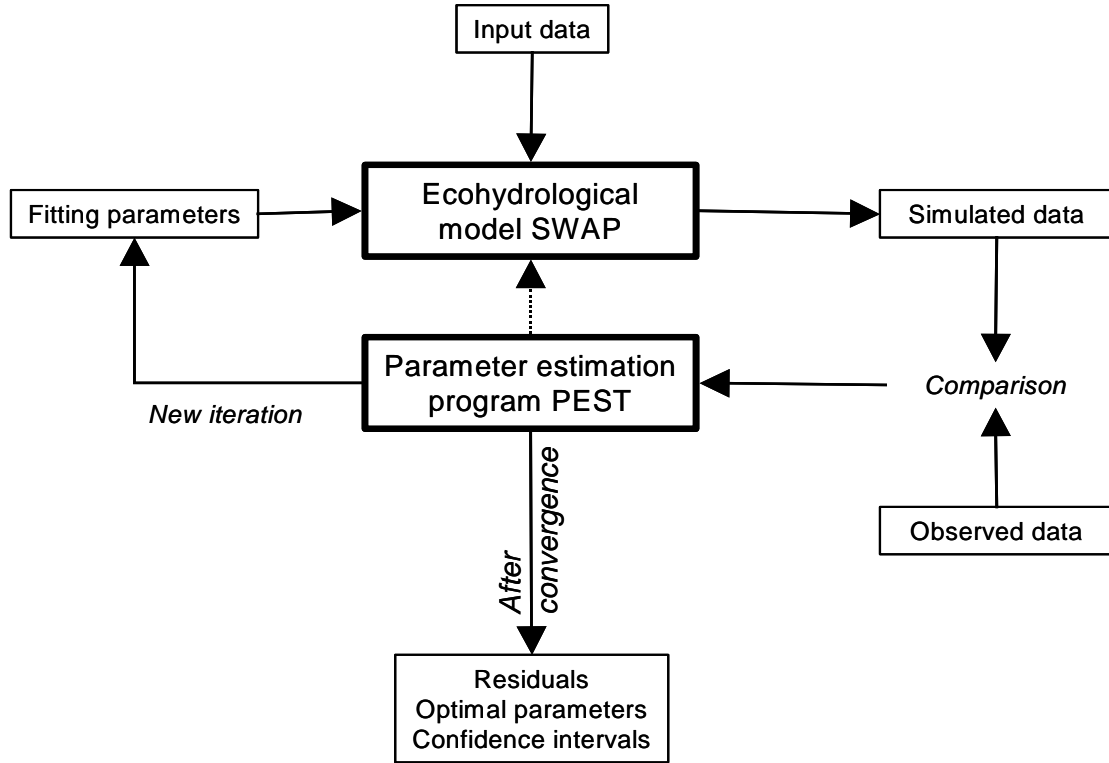 Input data
Ecohydrological
model SWAP
Fitting parameters
Simulated data
Parameter estimation
program PEST
Comparison
New iteration
After
convergence
Observed data
Residuals
Optimal parameters
Confidence intervals